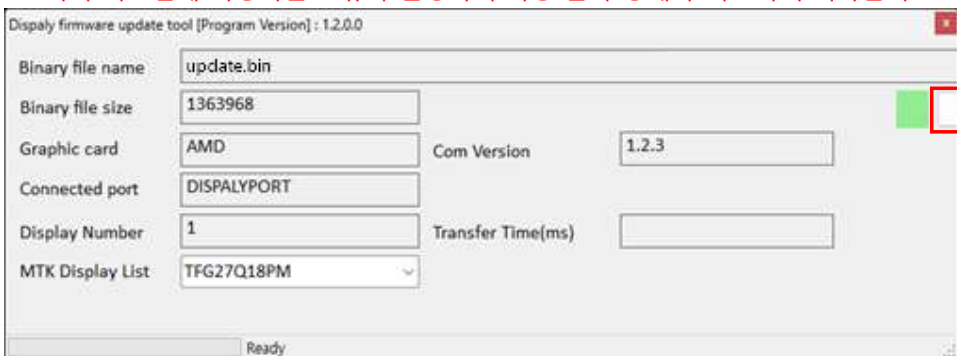 Dispaly firmware update tool [Program Version] : 1.2.0.0
x
Binary file name update.bin
Binary file size 1363968
Graphic card AMD Com Version 1.2.3
Connected port DISPALYPORT
Display Number 1 Transfer Time(ms)
MTK Display List TFG27Q18PM
Ready